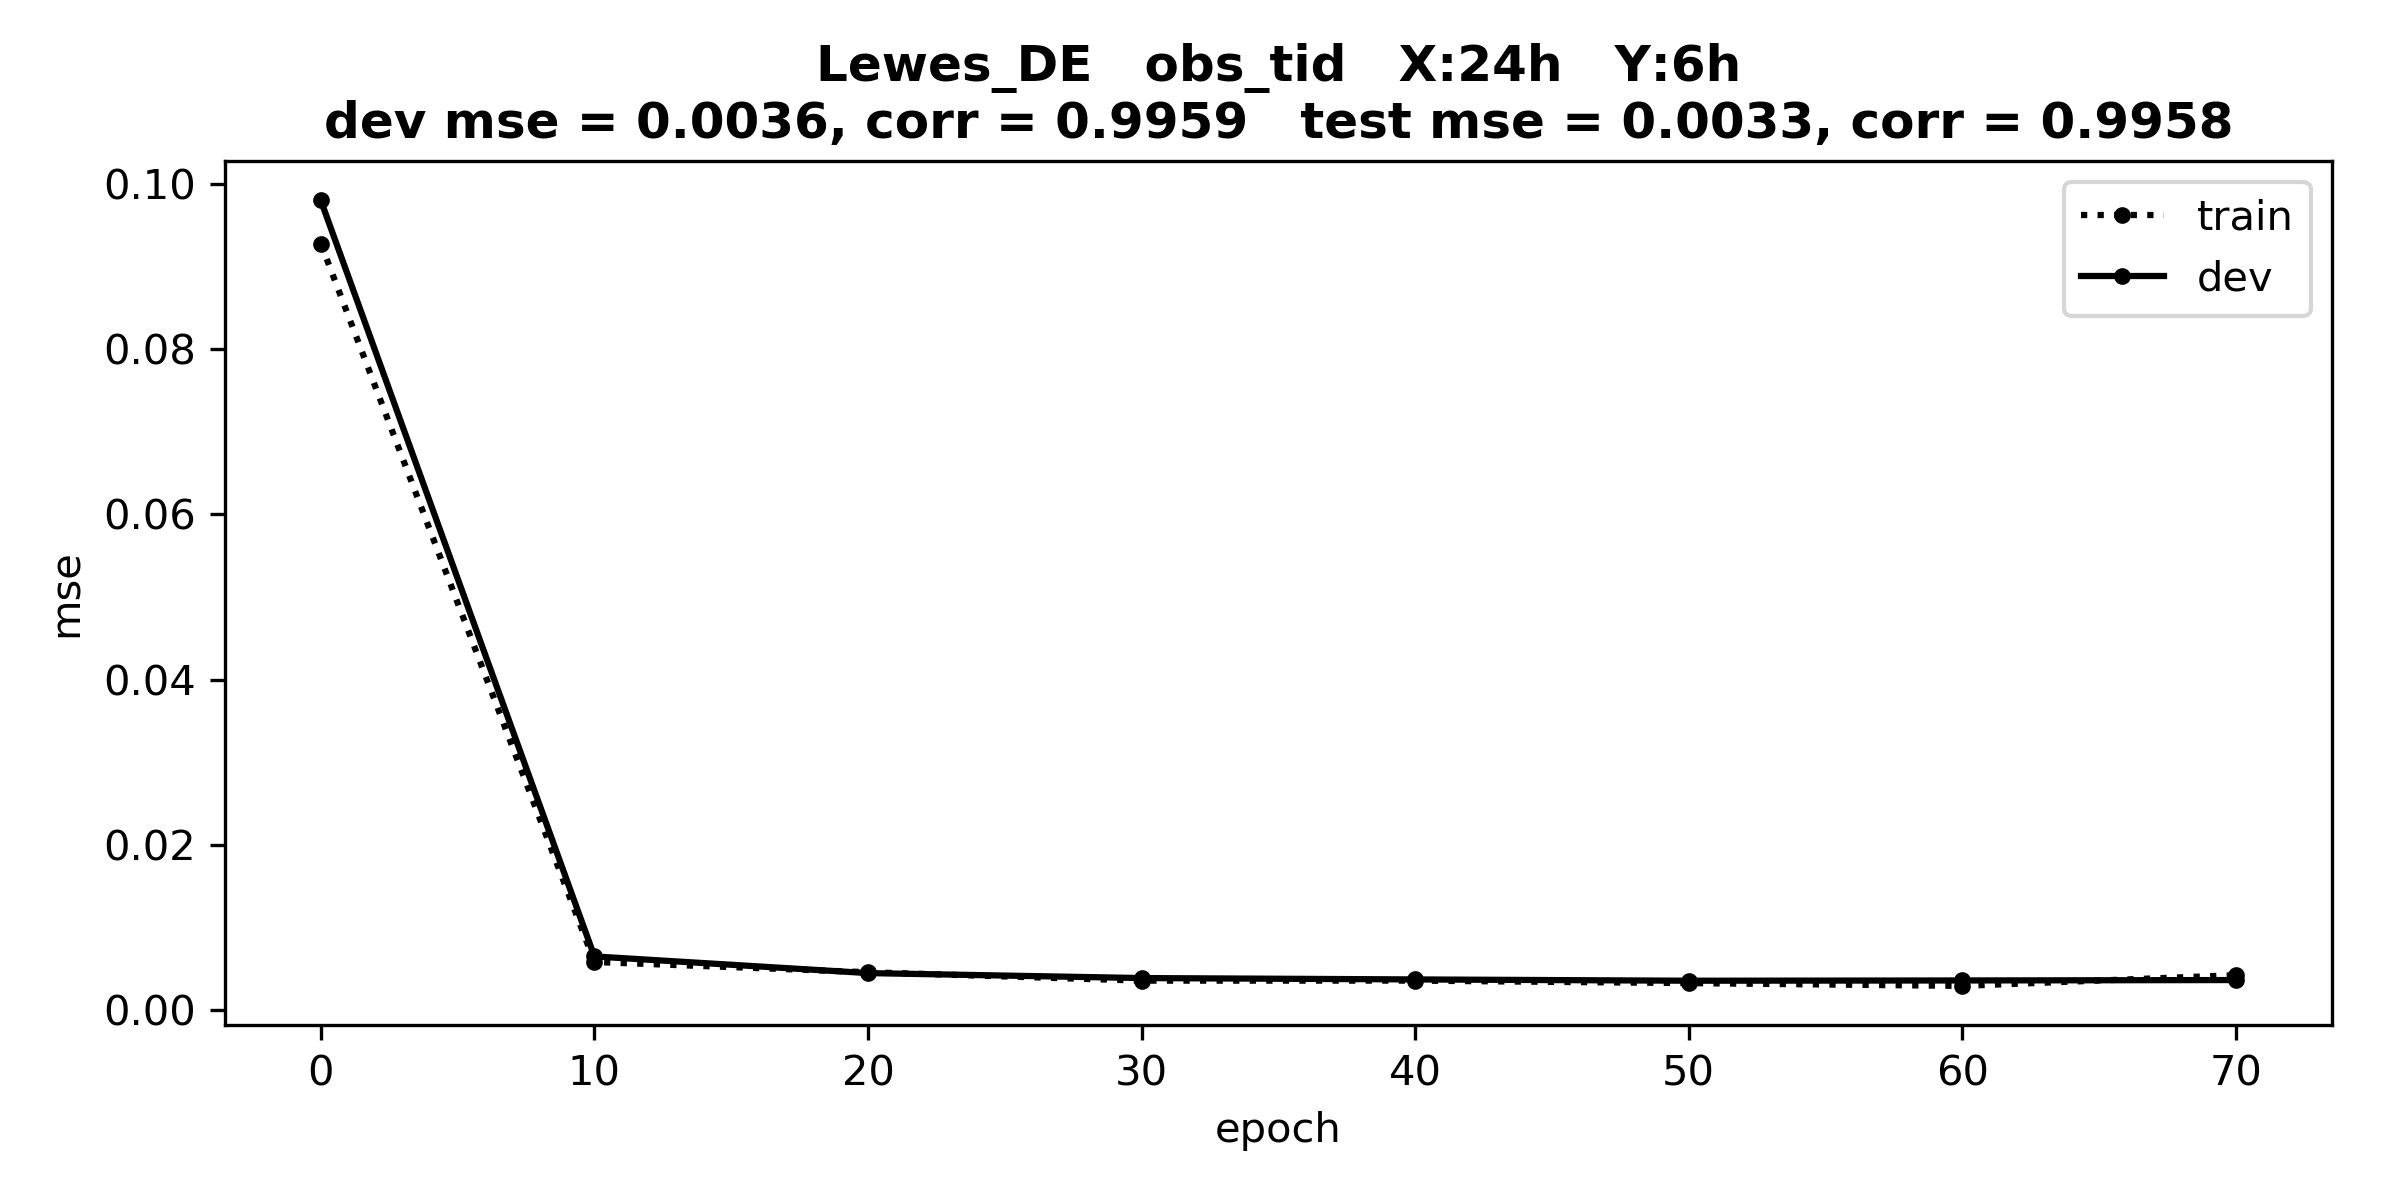 Lewes_DE   obs_tid   X:24h   Y:6h
dev mse = 0.0036, corr = 0.9959   test mse = 0.0033, corr = 0.9958
train
dev
0.10
0.08
0.06
0.04
0.02
0.00
mse
0 10 20 30 40 50 60 70
epoch